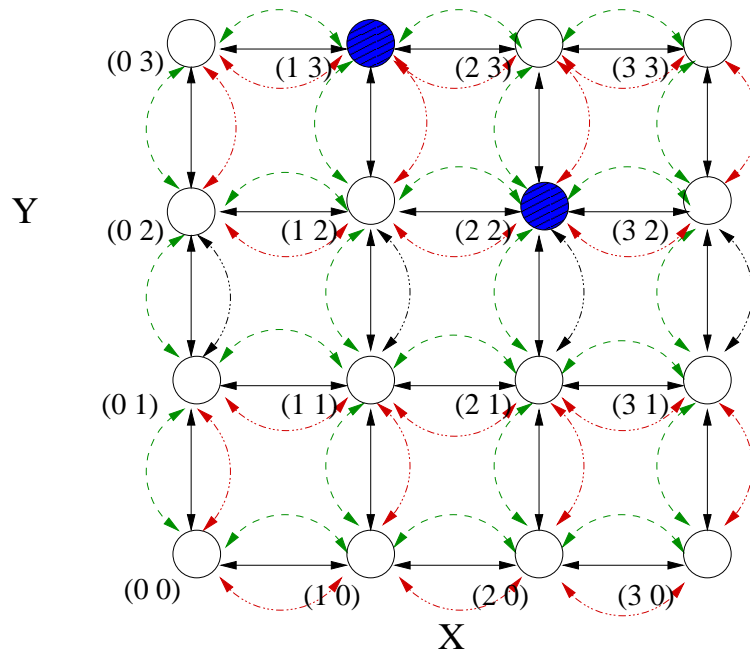 (0 3) (1 3) (2 3) (3 3)
Y
(0 2) (1 2) (2 2) (3 2)
(0 1) (1 1) (2 1) (3 1)
(0 0) (1 0) (2 0) (3 0)
X